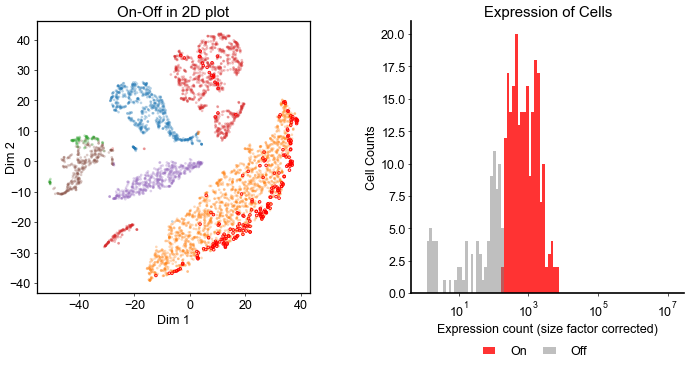 On-Off in 2D plot
40
30
20
10
0
−10
−20
−30
−40
Dim 2
−40 −20 0 20 40
Dim 1
Expression of Cells
20.0
17.5
15.0
12.5
10.0
7.5
5.0
2.5
0.0
Cell Counts
10^1 10^3 10^5 10^7
Expression count (size factor corrected)
On Off